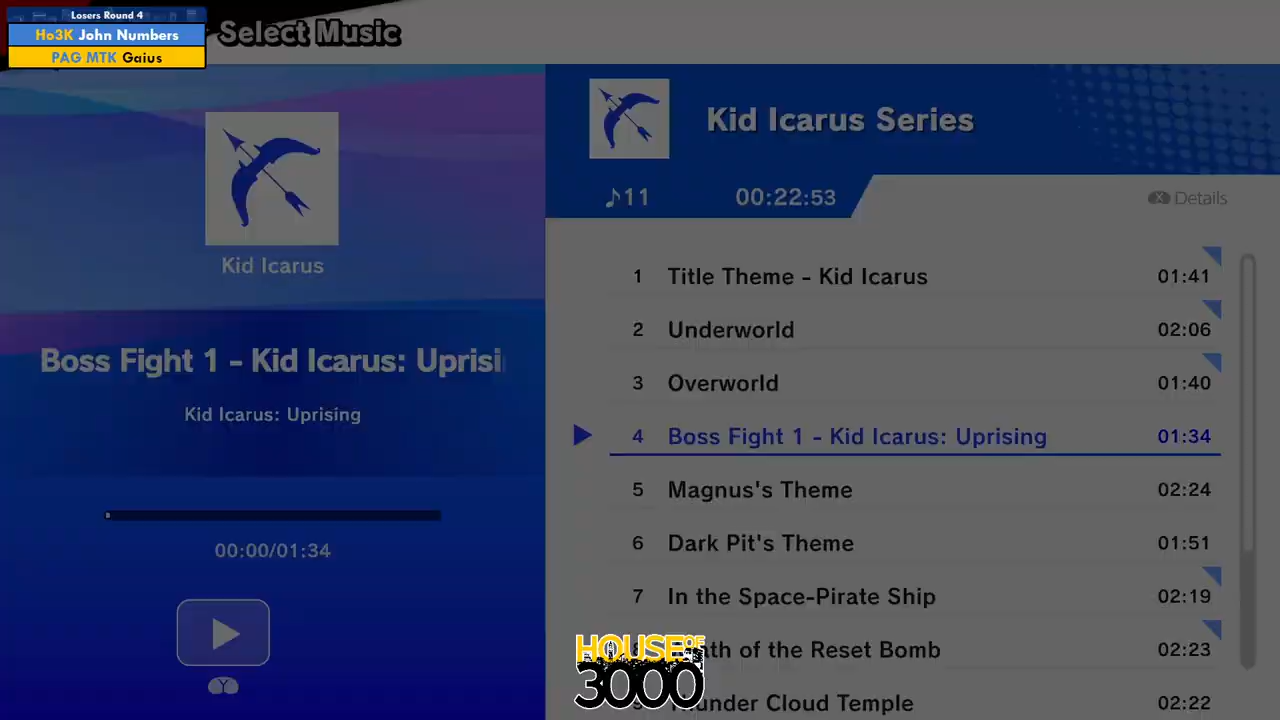 Losers Round 4
Ho3K John Numbers
PAG MTK Gaius
Select Music
Kid Icarus
Boss Fight 1 - Kid Icarus: Uprisi
Kid Icarus: Uprising
00:00/01:34
Y
Kid Icarus Series
♪11 00:22:53
X Details
1 Title Theme - Kid Icarus 01:41
2 Underworld 02:06
3 Overworld 01:40
4 Boss Fight 1 - Kid Icarus: Uprising 01:34
5 Magnus's Theme 02:24
6 Dark Pit's Theme 01:51
7 In the Space-Pirate Ship 02:19
8 of the Reset Bomb 02:23
Thunder Cloud Temple 02:22
HOUSE OF
3000